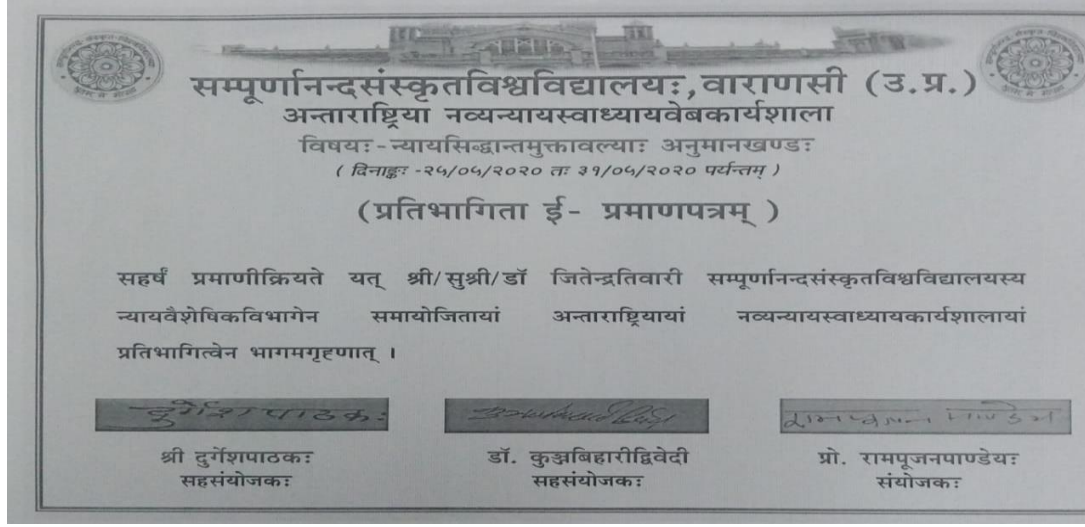 सम्पूर्णानन्दसंस्कृतविश्वविद्यालयः,वाराणसी (उ.प्र.)
अन्ताराष्ट्रिया नव्यन्यायस्वाध्यायवेबकार्यशाला
विषयः-न्यायसिद्धान्तमुक्तावल्याः अनुमानखण्डः
( दिनाङ्कः -२५/०५/२०२० तः ३१/०५/२०२० पर्यन्तम् )
(प्रतिभागिता ई- प्रमाणपत्रम् )
सहर्षं प्रमाणीक्रियते यत् श्री/सुश्री/डॉ जितेन्द्रतिवारी सम्पूर्णानन्दसंस्कृतविश्वविद्यालयस्य
न्यायवैशेषिकविभागेन समायोजितायां अन्ताराष्ट्रियायां नव्यन्यायस्वाध्यायकार्यशालायां
प्रतिभागित्वेन भागमगृह्णात् ।
दुर्गेशपाठकः
रामपूजन पाण्डेय
श्री दुर्गेशपाठकः
सहसंयोजकः
डॉ. कुञ्जबिहारीद्विवेदी
सहसंयोजकः
प्रो. रामपूजनपाण्डेयः
संयोजकः